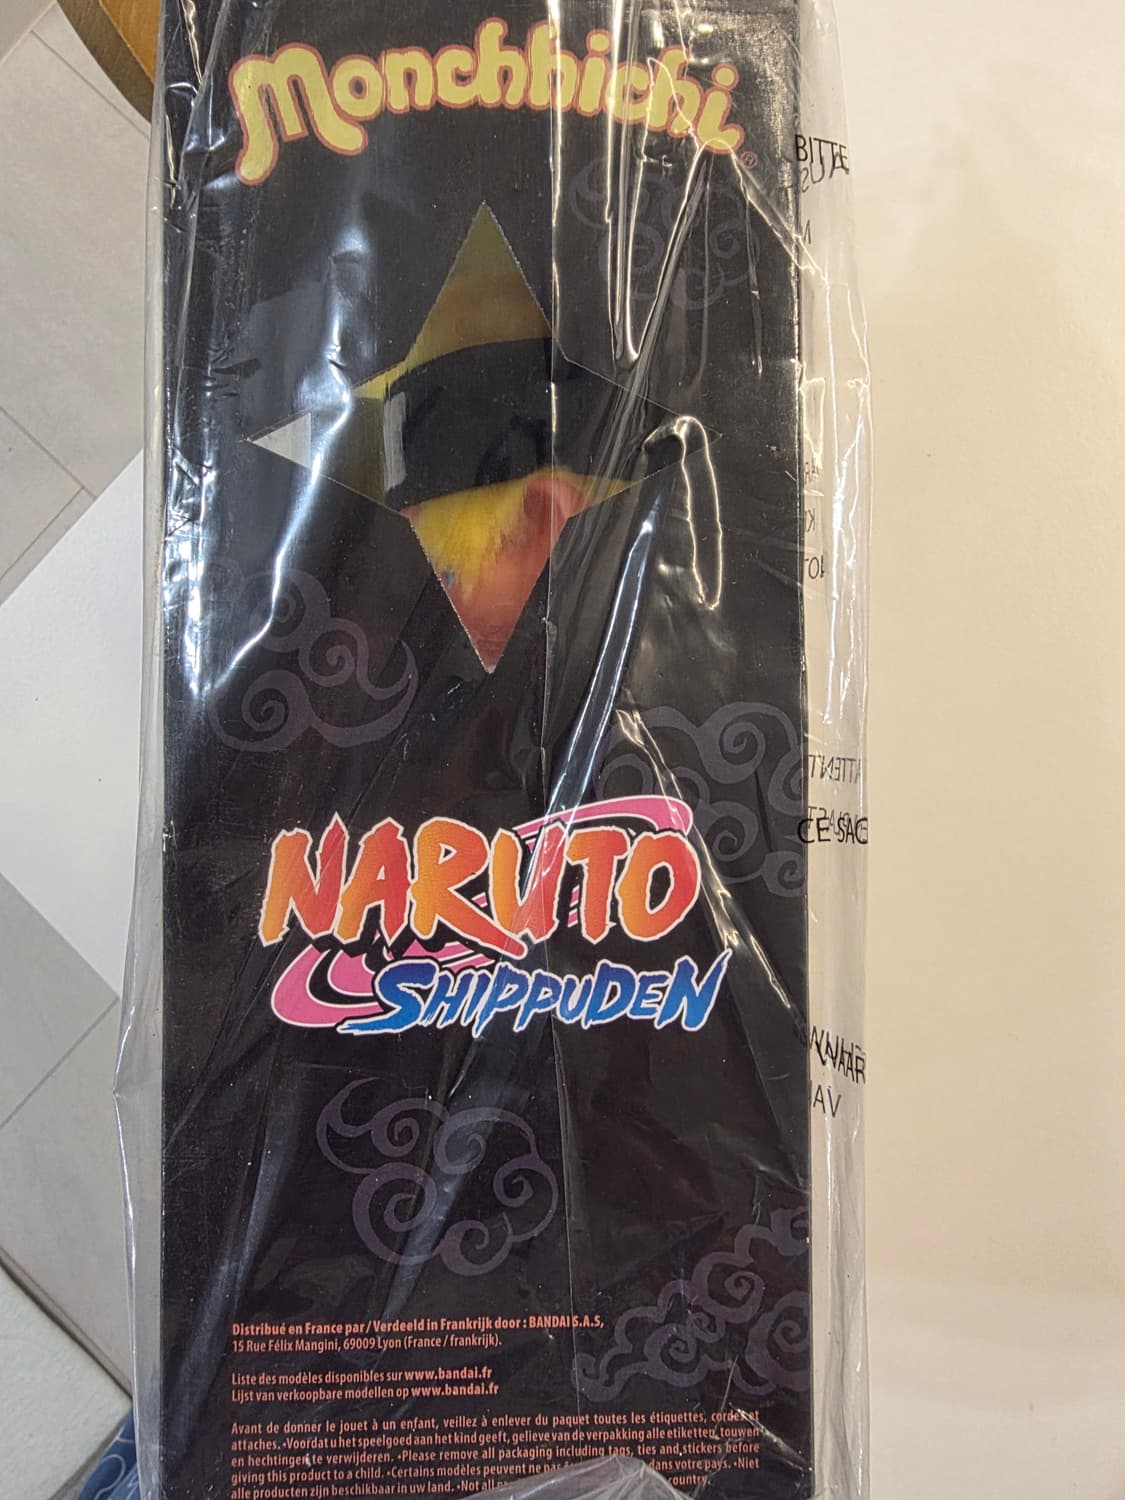 Monchhichi®
BITTE
NARUTO
SHIPPUDEN
CE SAC
Distribué en France par / Verdeeld in Frankrijk door : BANDAI S.A.S,
15 Rue Félix Mangini, 69009 Lyon (France / frankrijk).
Liste des modèles disponibles sur www.bandai.fr
Lijst van verkoopbare modellen op www.bandai.fr
Avant de donner le jouet à un enfant, veillez à enlever du paquet toutes les étiquettes, cordes et
attaches. •Voordat u het speelgoed aan het kind geeft, gelieve van de verpakking alle etiketten, touwen
en hechtingen te verwijderen. •Please remove all packaging including tags, ties and stickers before
giving this product to a child. •Certains modèles peuvent ne pas dans votre pays. •Niet
alle producten zijn beschikbaar in uw land. •Not country.